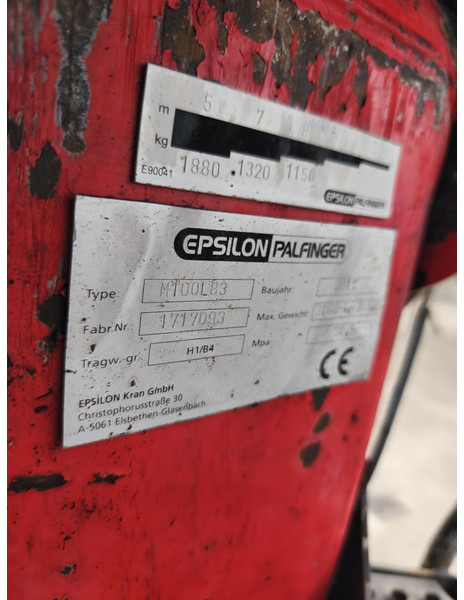 m 5 7
kg
1880 1320 1150
E90041
EPSILON PALFINGER
EPSILON PALFINGER
Type M100L83 Baujahr:
Fabr.Nr. 1717093 Max. Gewicht
Tragw.-gr. H1/B4 Mpa
CE
EPSILON Kran GmbH
Christophorusstraße 30
A-5061 Elsbethen-Glasenbach